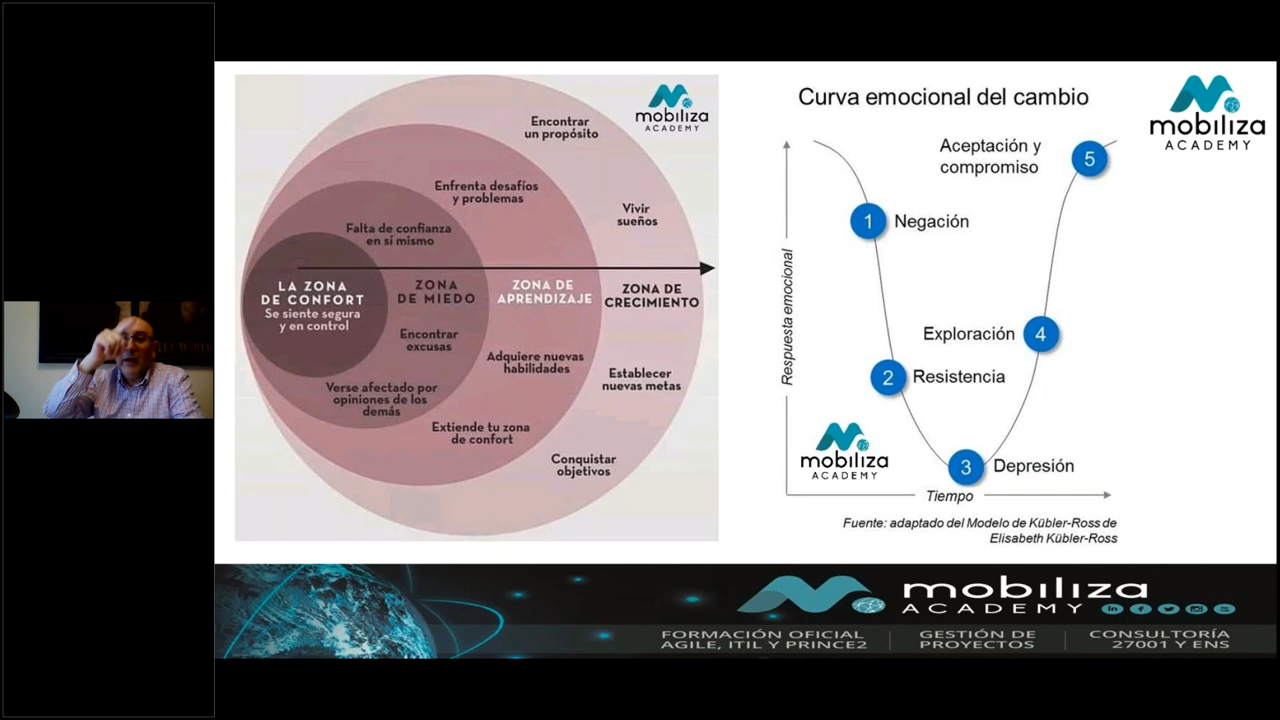 mobiliza
ACADEMY
Encontrar
un propósito
Enfrenta desafíos
y problemas
Vivir
sueños
Falta de confianza
en sí mismo
LA ZONA
DE CONFORT
Se siente segura
y en control
ZONA
DE MIEDO
ZONA DE
APRENDIZAJE
ZONA DE
CRECIMIENTO
Encontrar
excusas
Adquiere nuevas
habilidades
Establecer
nuevas metas
Verse afectado por
opiniones de los
demás
Extiende tu zona
de confort
Conquistar
objetivos
Curva emocional del cambio
mobiliza
ACADEMY
Aceptación y
compromiso
5
1
Negación
Respuesta emocional
Exploración
4
2
Resistencia
mobiliza
ACADEMY
3
Depresión
Tiempo
Fuente: adaptado del Modelo de Kübler-Ross de
Elisabeth Kübler-Ross
mobiliza
ACADEMY
FORMACIÓN OFICIAL
AGILE, ITIL Y PRINCE2
GESTIÓN DE
PROYECTOS
CONSULTORÍA
27001 Y ENS